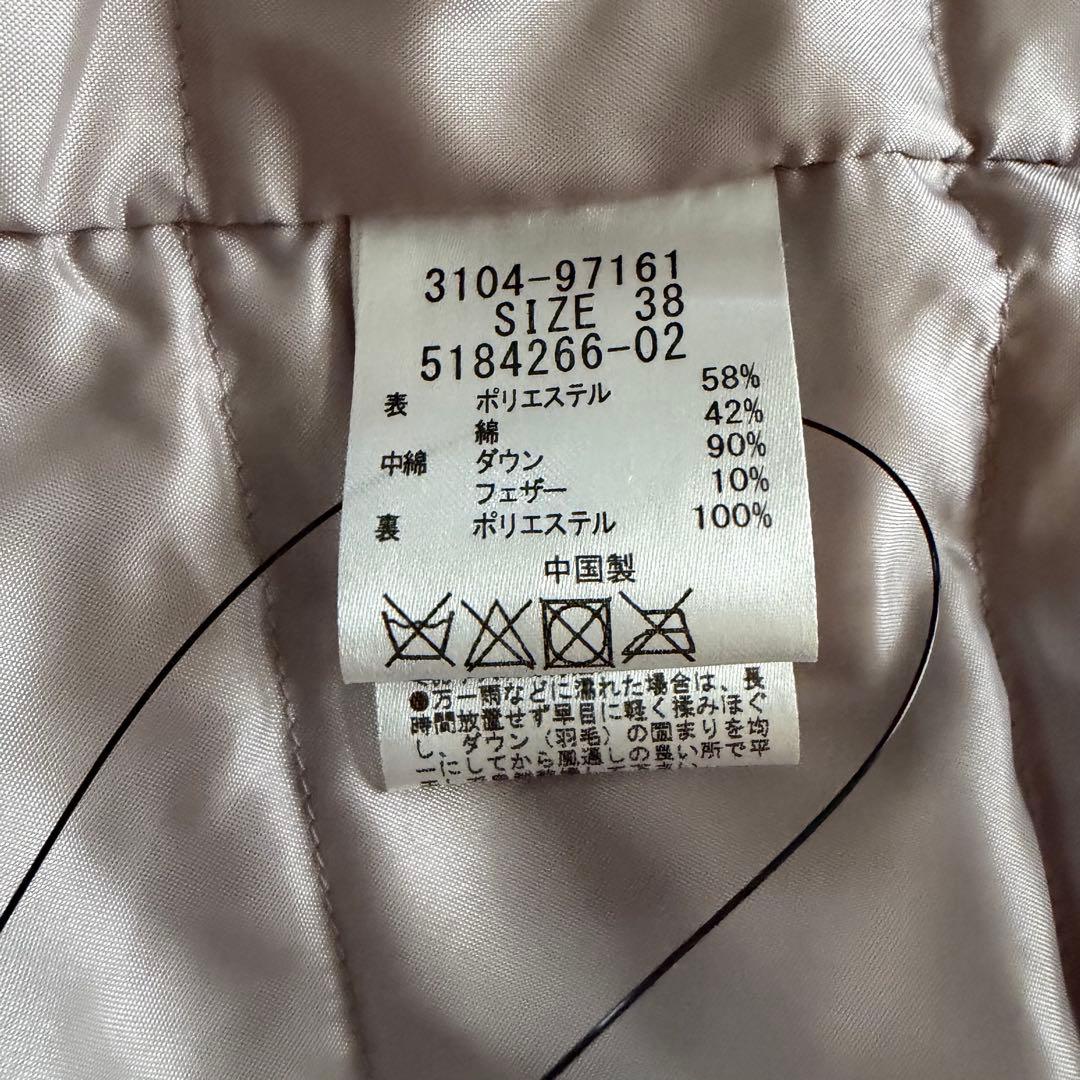 3104-97161
SIZE 38
5184266-02
表 ポリエステル 58%
綿 42%
中綿 ダウン 90%
フェザー 10%
裏 ポリエステル 100%
中国製
●万一雨などに濡れた場合は、長
時間放置せず早目に軽く揉みほぐ
し、ダウン(羽毛)の固まりを均
一にしてから風通しの良い所で平